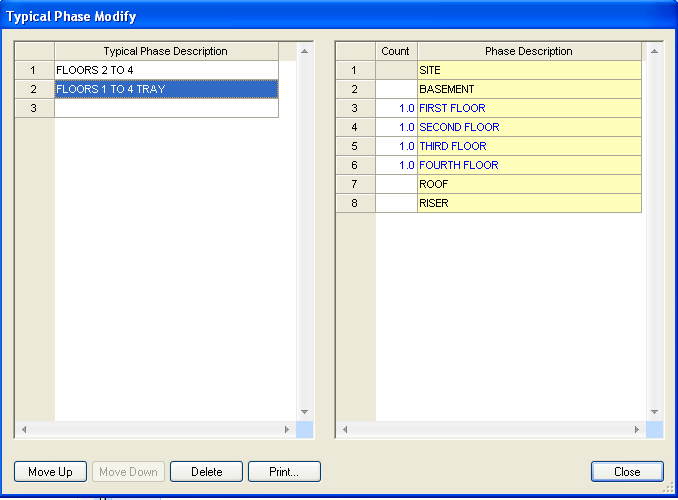 Typical Phase Modify
Typical Phase Description
1 FLOORS 2 TO 4
2 FLOORS 1 TO 4 TRAY
3
Count Phase Description
1 SITE
2 BASEMENT
3 1.0 FIRST FLOOR
4 1.0 SECOND FLOOR
5 1.0 THIRD FLOOR
6 1.0 FOURTH FLOOR
7 ROOF
8 RISER
Move Up Move Down Delete Print... Close